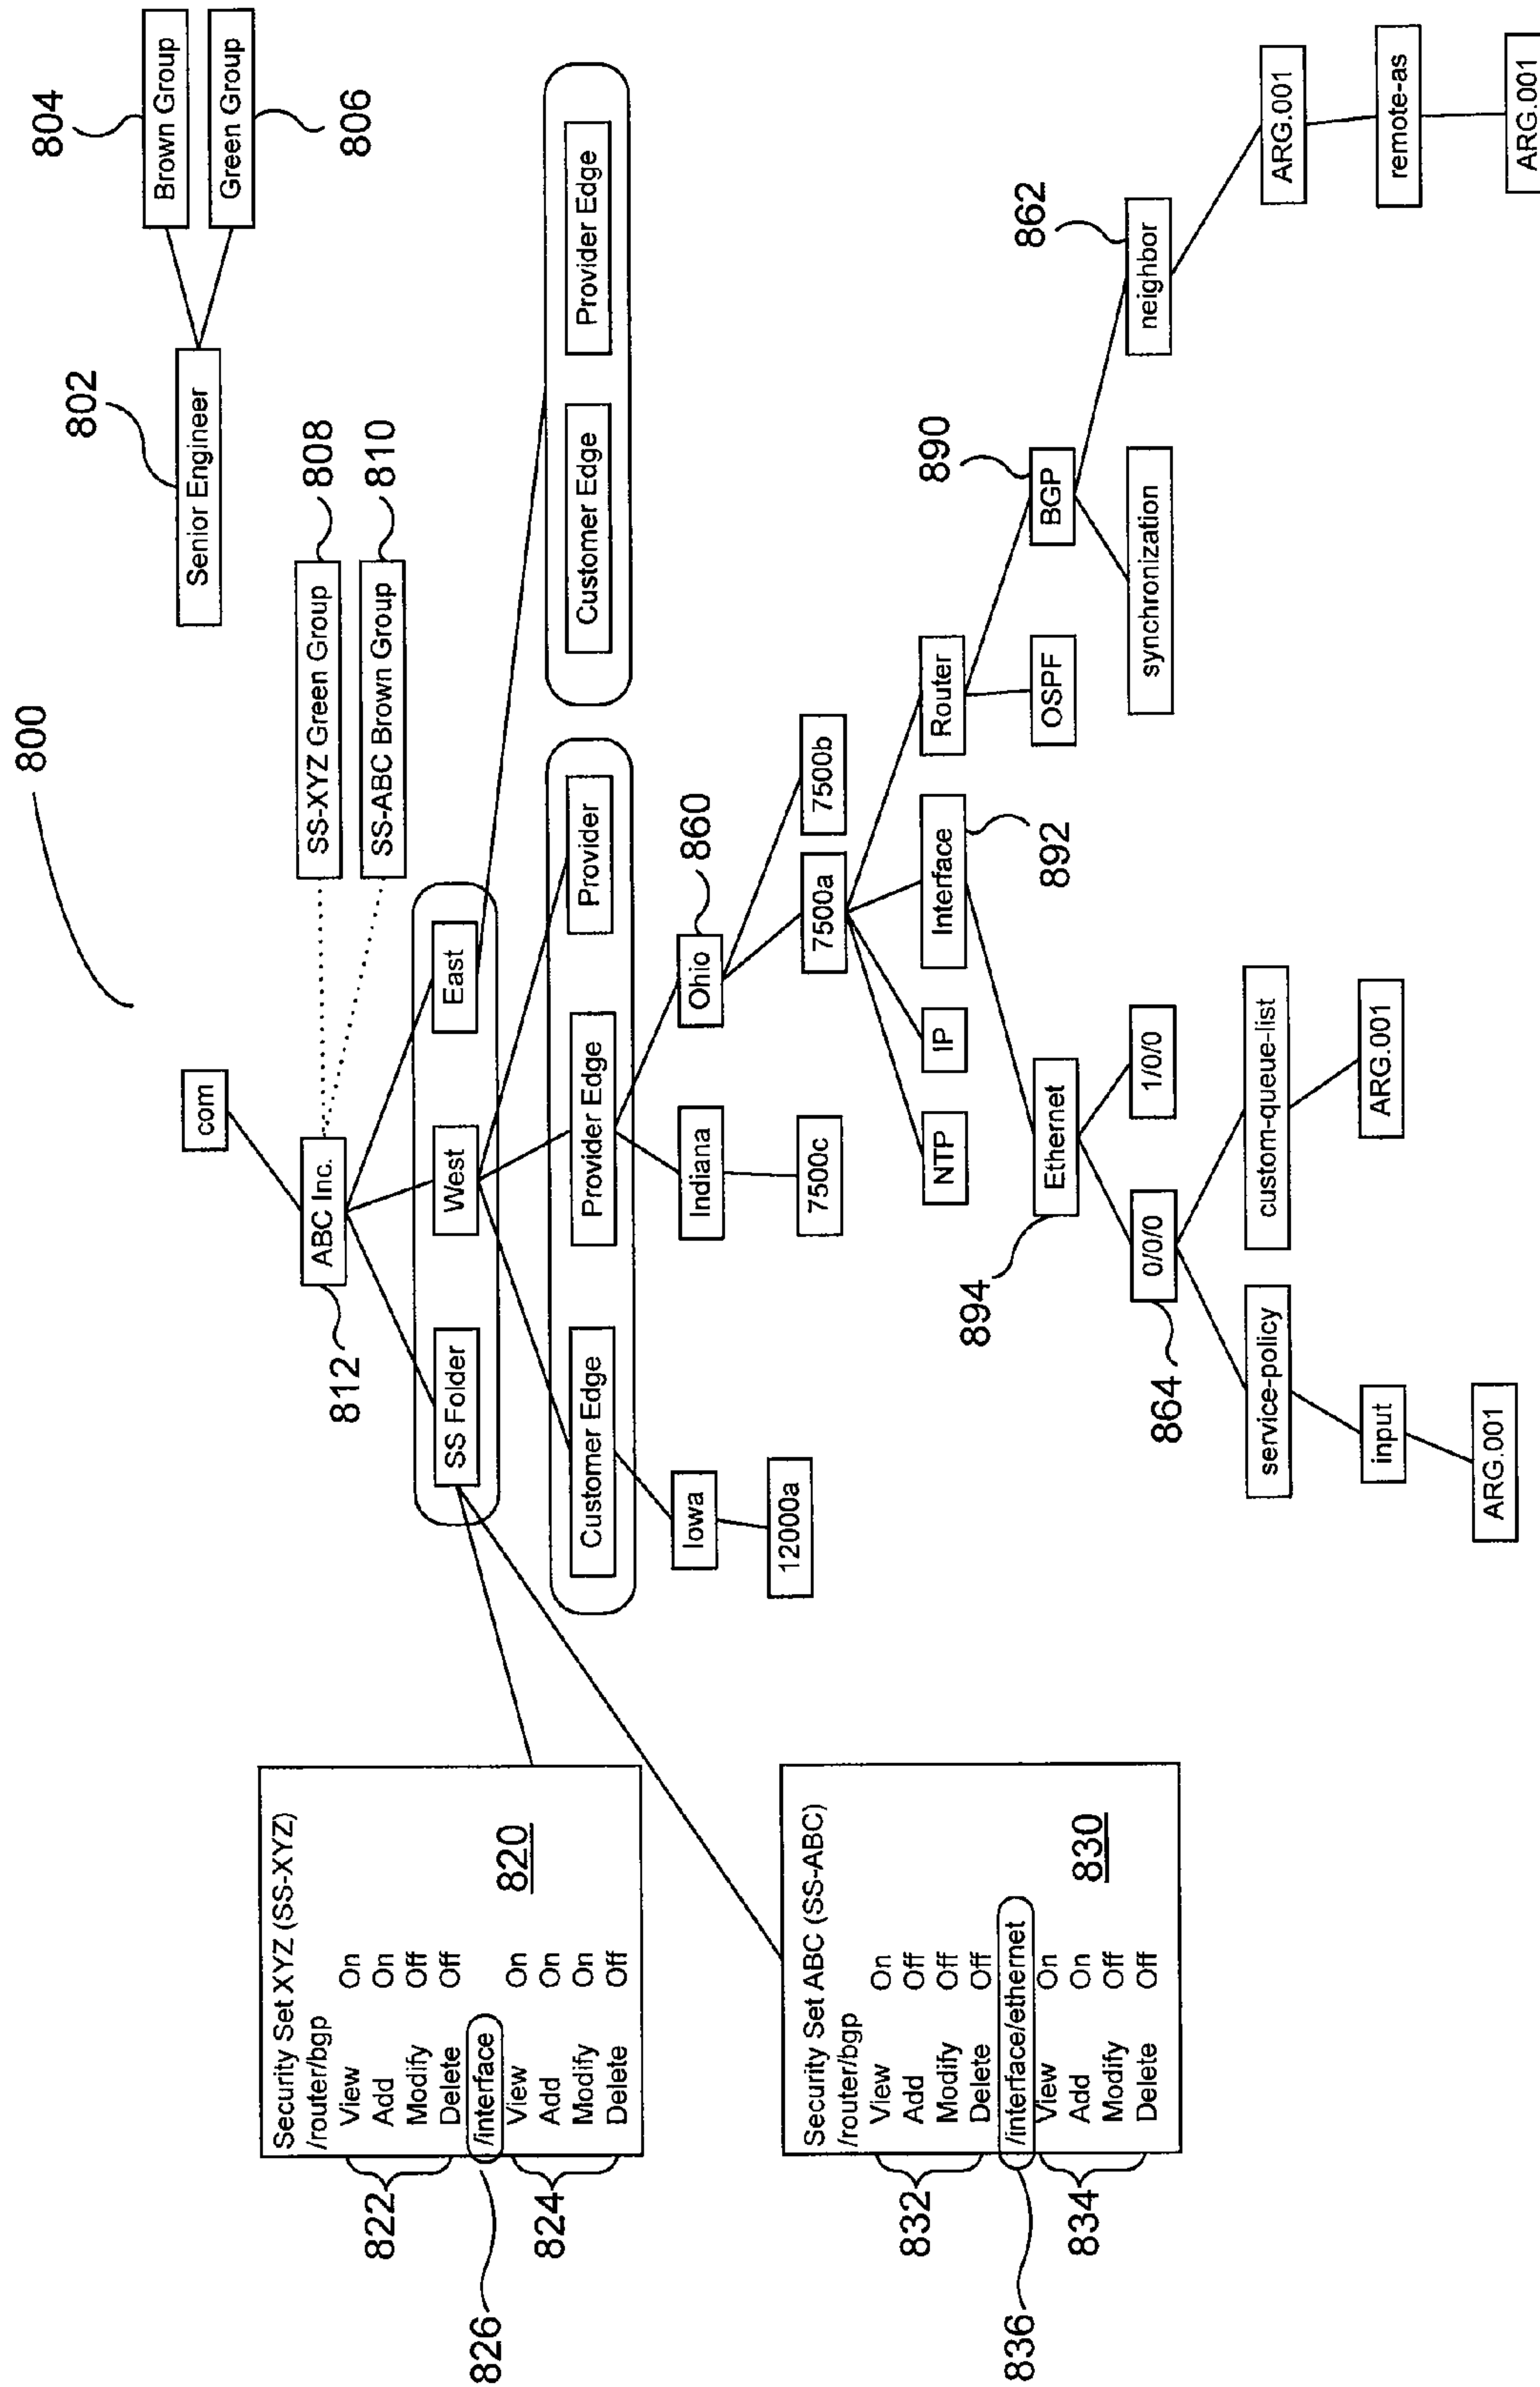 800
804
Brown Group
802
Senior Engineer
Green Group
806
com
SS-XYZ Green Group
808
SS-ABC Brown Group
810
ABC Inc.
812
SS Folder
West
East
Customer Edge
Provider Edge
Provider
Customer Edge
Provider Edge
Iowa
Indiana
Ohio
860
12000a
7500c
7500a
7500b
NTP
IP
Interface
892
Router
894
Ethernet
OSPF
BGP
890
864
0/0/0
1/0/0
synchronization
neighbor
862
service-policy
custom-queue-list
ARG.001
input
ARG.001
remote-as
ARG.001
ARG.001
Security Set XYZ (SS-XYZ)
/router/bgp
View On
Add On
Modify Off
Delete Off
/interface
View On
Add On
Modify On
Delete Off
820
822
826
824
Security Set ABC (SS-ABC)
/router/bgp
View On
Add Off
Modify Off
Delete Off
/interface/ethernet
View On
Add On
Modify Off
Delete Off
830
832
836
834